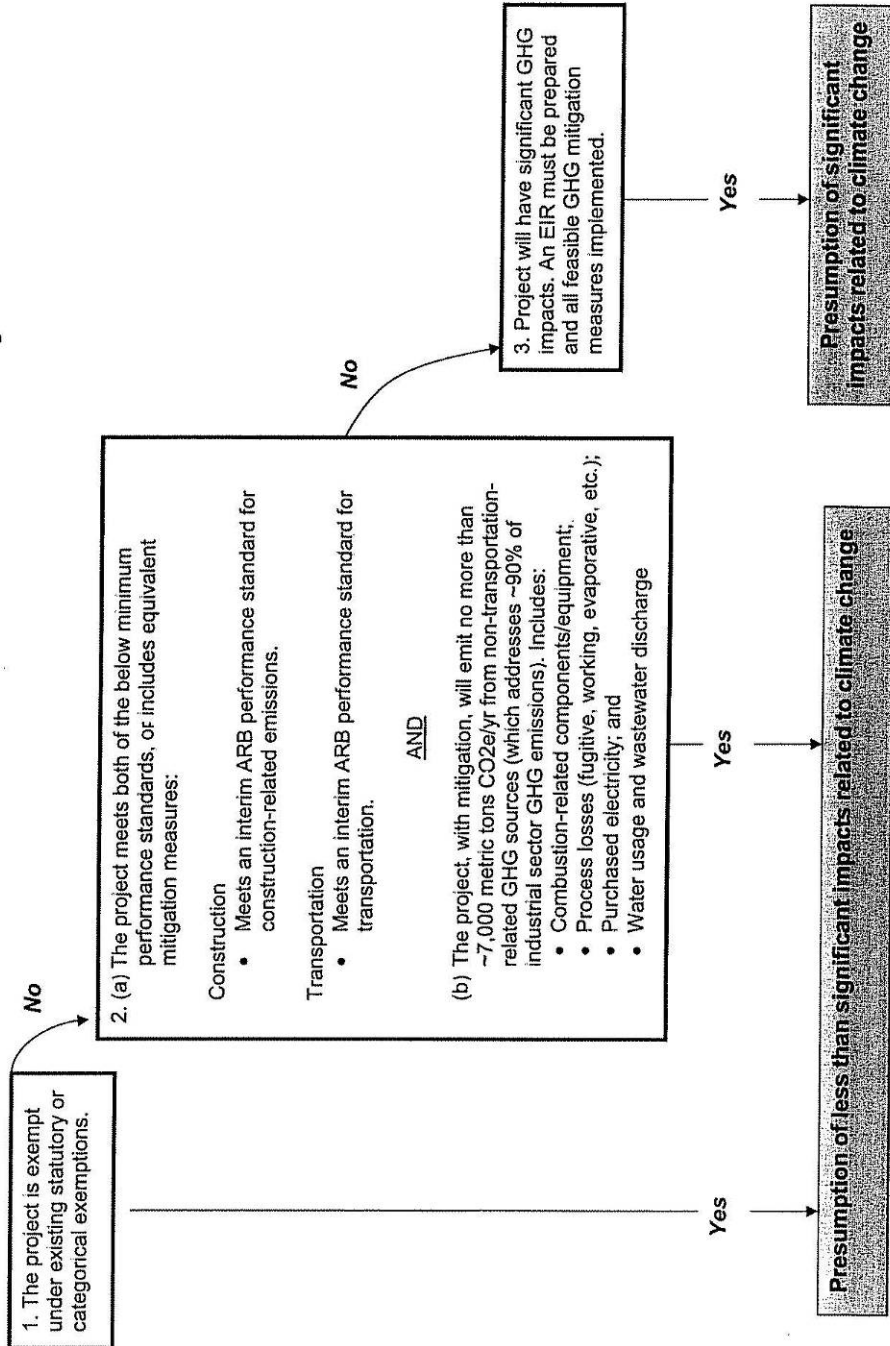 1. The project is exempt
under existing statutory or
categorical exemptions.
No
2. (a) The project meets both of the below minimum
performance standards, or includes equivalent
mitigation measures:
Construction
• Meets an interim ARB performance standard for
construction-related emissions.
Transportation
• Meets an interim ARB performance standard for
transportation.
AND
(b) The project, with mitigation, will emit no more than
~7,000 metric tons CO2e/yr from non-transportation-
related GHG sources (which addresses ~90% of
industrial sector GHG emissions). Includes:
• Combustion-related components/equipment;
• Process losses (fugitive, working, evaporative, etc.);
• Purchased electricity; and
• Water usage and wastewater discharge
No
3. Project will have significant GHG
impacts. An EIR must be prepared
and all feasible GHG mitigation
measures implemented.
Yes
Yes
Yes
Presumption of less than significant impacts related to climate change
Presumption of significant
impacts related to climate change